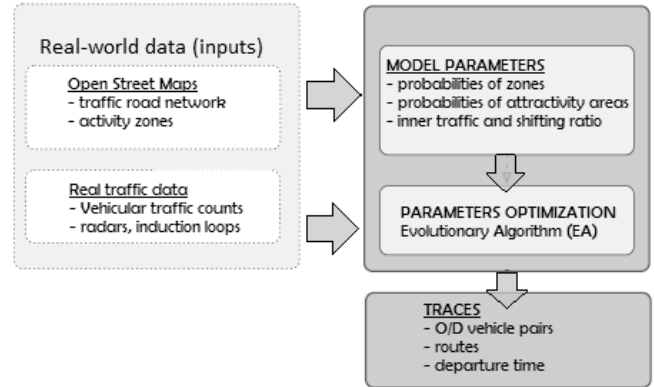 Real-world data (inputs)
Open Street Maps
- traffic road network
- activity zones
Real traffic data
- Vehicular traffic counts
- radars, induction loops
MODEL PARAMETERS
- probabilities of zones
- probabilities of attractivity areas
- inner traffic and shifting ratio
PARAMETERS OPTIMIZATION
Evolutionary Algorithm (EA)
TRACES
- O/D vehicle pairs
- routes
- departure time